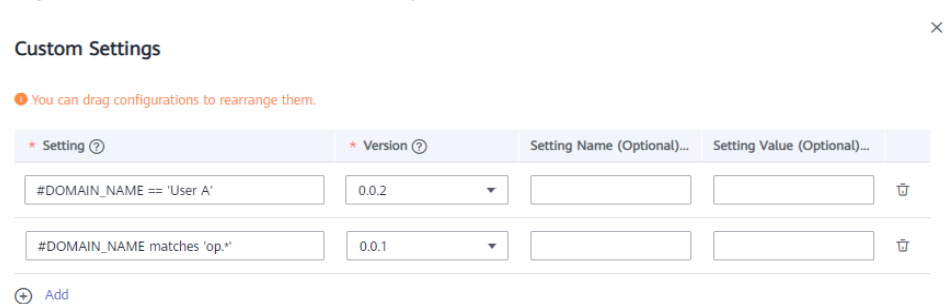 Custom Settings
You can drag configurations to rearrange them.
* Setting ? * Version ? Setting Name (Optional)... Setting Value (Optional)...
#DOMAIN_NAME == 'User A' 0.0.2
#DOMAIN_NAME matches 'op.*' 0.0.1
Add